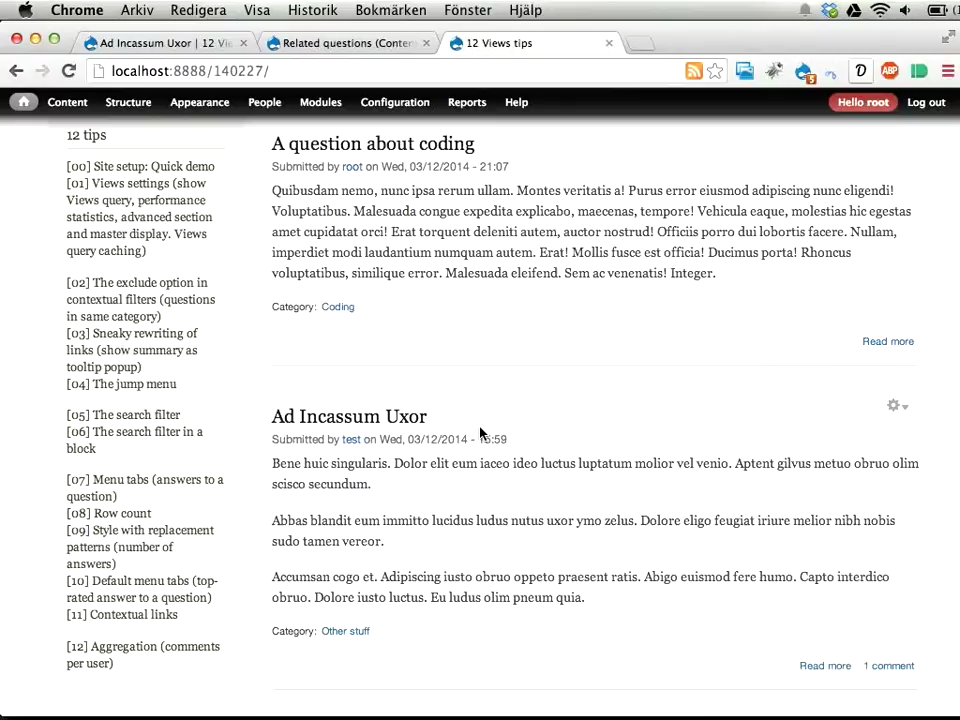 Chrome Arkiv Redigera Visa Historik Bokmärken Fönster Hjälp
Ad Incassum Uxor | 12 Vie
Related questions (Conten
12 Views tips
localhost:8888/140227/
5
ABP
Content Structure Appearance People Modules Configuration Reports Help
Hello root Log out
12 tips
[00] Site setup: Quick demo
[01] Views settings (show
Views query, performance
statistics, advanced section
and master display. Views
query caching)
[02] The exclude option in
contextual filters (questions
in same category)
[03] Sneaky rewriting of
links (show summary as
tooltip popup)
[04] The jump menu
[05] The search filter
[06] The search filter in a
block
[07] Menu tabs (answers to a
question)
[08] Row count
[09] Style with replacement
patterns (number of
answers)
[10] Default menu tabs (top-
rated answer to a question)
[11] Contextual links
[12] Aggregation (comments
per user)
A question about coding
Submitted by root on Wed, 03/12/2014 - 21:07
Quibusdam nemo, nunc ipsa rerum ullam. Montes veritatis a! Purus error eiusmod adipiscing nunc eligendi!
Voluptatibus. Malesuada congue expedita explicabo, maecenas, tempore! Vehicula eaque, molestias hic egestas
amet cupidatat orci! Erat torquent deleniti autem, auctor nostrud! Officiis porro dui lobortis facere. Nullam,
imperdiet modi laudantium numquam autem. Erat! Mollis fusce est officia! Ducimus porta! Rhoncus
voluptatibus, similique error. Malesuada eleifend. Sem ac venenatis! Integer.
Category: Coding
Read more
Ad Incassum Uxor
Submitted by test on Wed, 03/12/2014 - :59
Bene huic singularis. Dolor elit eum iaceo ideo luctus luptatum molior vel venio. Aptent gilvus metuo obruo olim
scisco secundum.
Abbas blandit eum immitto lucidus ludus nutus uxor ymo zelus. Dolore eligo feugiat iriure melior nibh nobis
sudo tamen vereor.
Accumsan cogo et. Adipiscing iusto obruo oppeto praesent ratis. Abigo euismod fere humo. Capto interdico
obruo. Dolore iusto luctus. Eu ludus olim pneum quia.
Category: Other stuff
Read more 1 comment